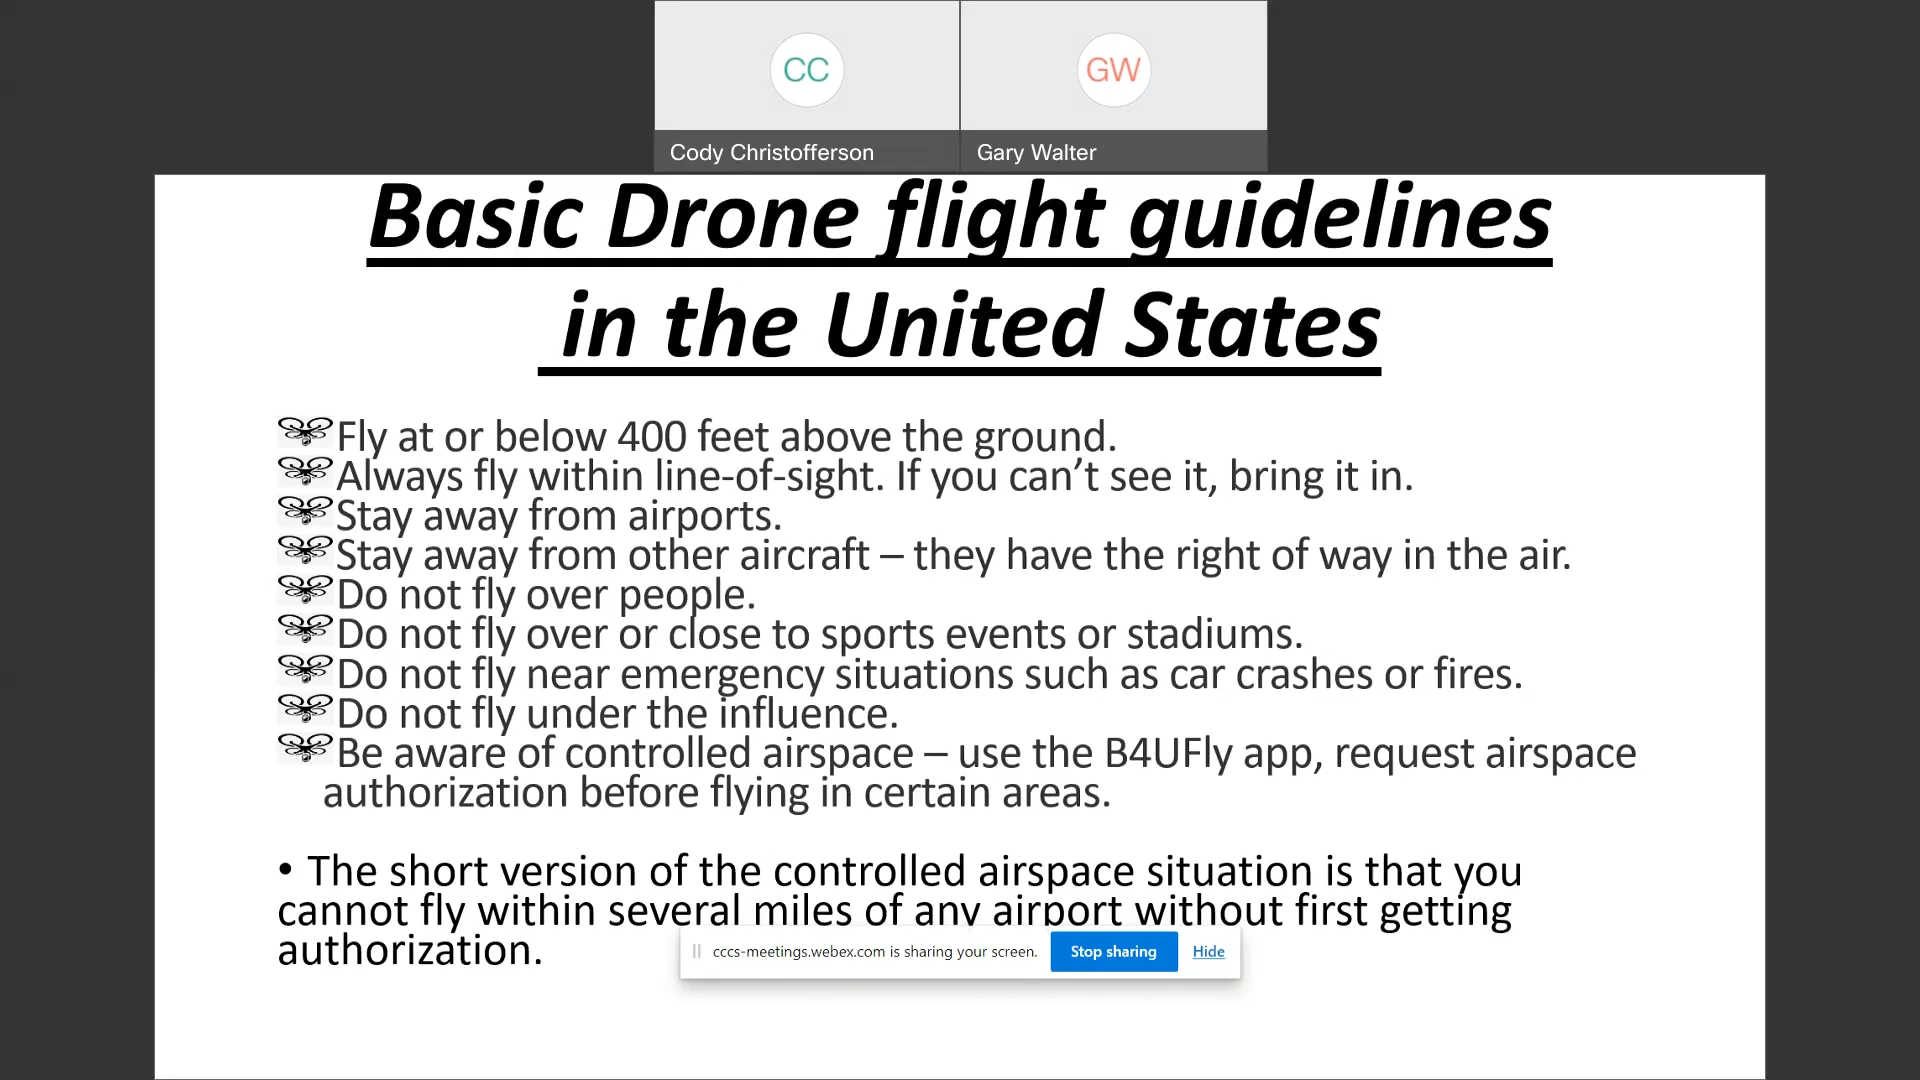 CC
GW
Cody Christofferson
Gary Walter
Basic Drone flight guidelines
in the United States
Fly at or below 400 feet above the ground.
Always fly within line-of-sight. If you can’t see it, bring it in.
Stay away from airports.
Stay away from other aircraft – they have the right of way in the air.
Do not fly over people.
Do not fly over or close to sports events or stadiums.
Do not fly near emergency situations such as car crashes or fires.
Do not fly under the influence.
Be aware of controlled airspace – use the B4UFly app, request airspace
authorization before flying in certain areas.
• The short version of the controlled airspace situation is that you
cannot fly within several miles of any airport without first getting
authorization.
cccs-meetings.webex.com is sharing your screen.
Stop sharing
Hide